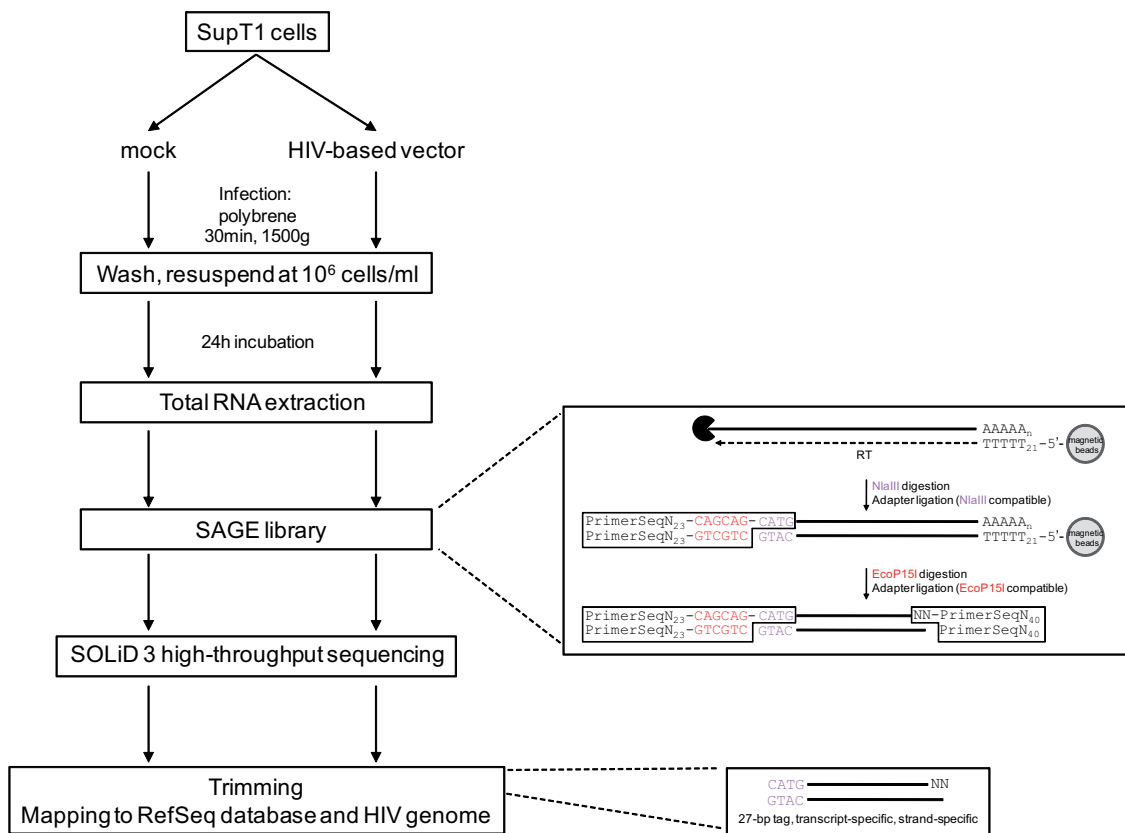 SupT1 cells
mock
HIV-based vector
Infection:
polybrene
30min, 1500g
Wash, resuspend at 10⁶ cells/ml
24h incubation
Total RNA extraction
SAGE library
SOLiD 3 high-throughput sequencing
Trimming
Mapping to RefSeq database and HIV genome
AAAAAₙ
TTTTT₂₁-5'-
magnetic
beads
RT
NlaIII digestion
Adapter ligation (NlaIII compatible)
PrimerSeqN₂₃-CAGCAG-CATG
AAAAAₙ
PrimerSeqN₂₃-GTCGTC GTAC
TTTTT₂₁-5'-
magnetic
beads
EcoP15I digestion
Adapter ligation (EcoP15I compatible)
PrimerSeqN₂₃-CAGCAG-CATG
NN-PrimerSeqN₄₀
PrimerSeqN₂₃-GTCGTC GTAC
PrimerSeqN₄₀
CATG
NN
GTAC
27-bp tag, transcript-specific, strand-specific